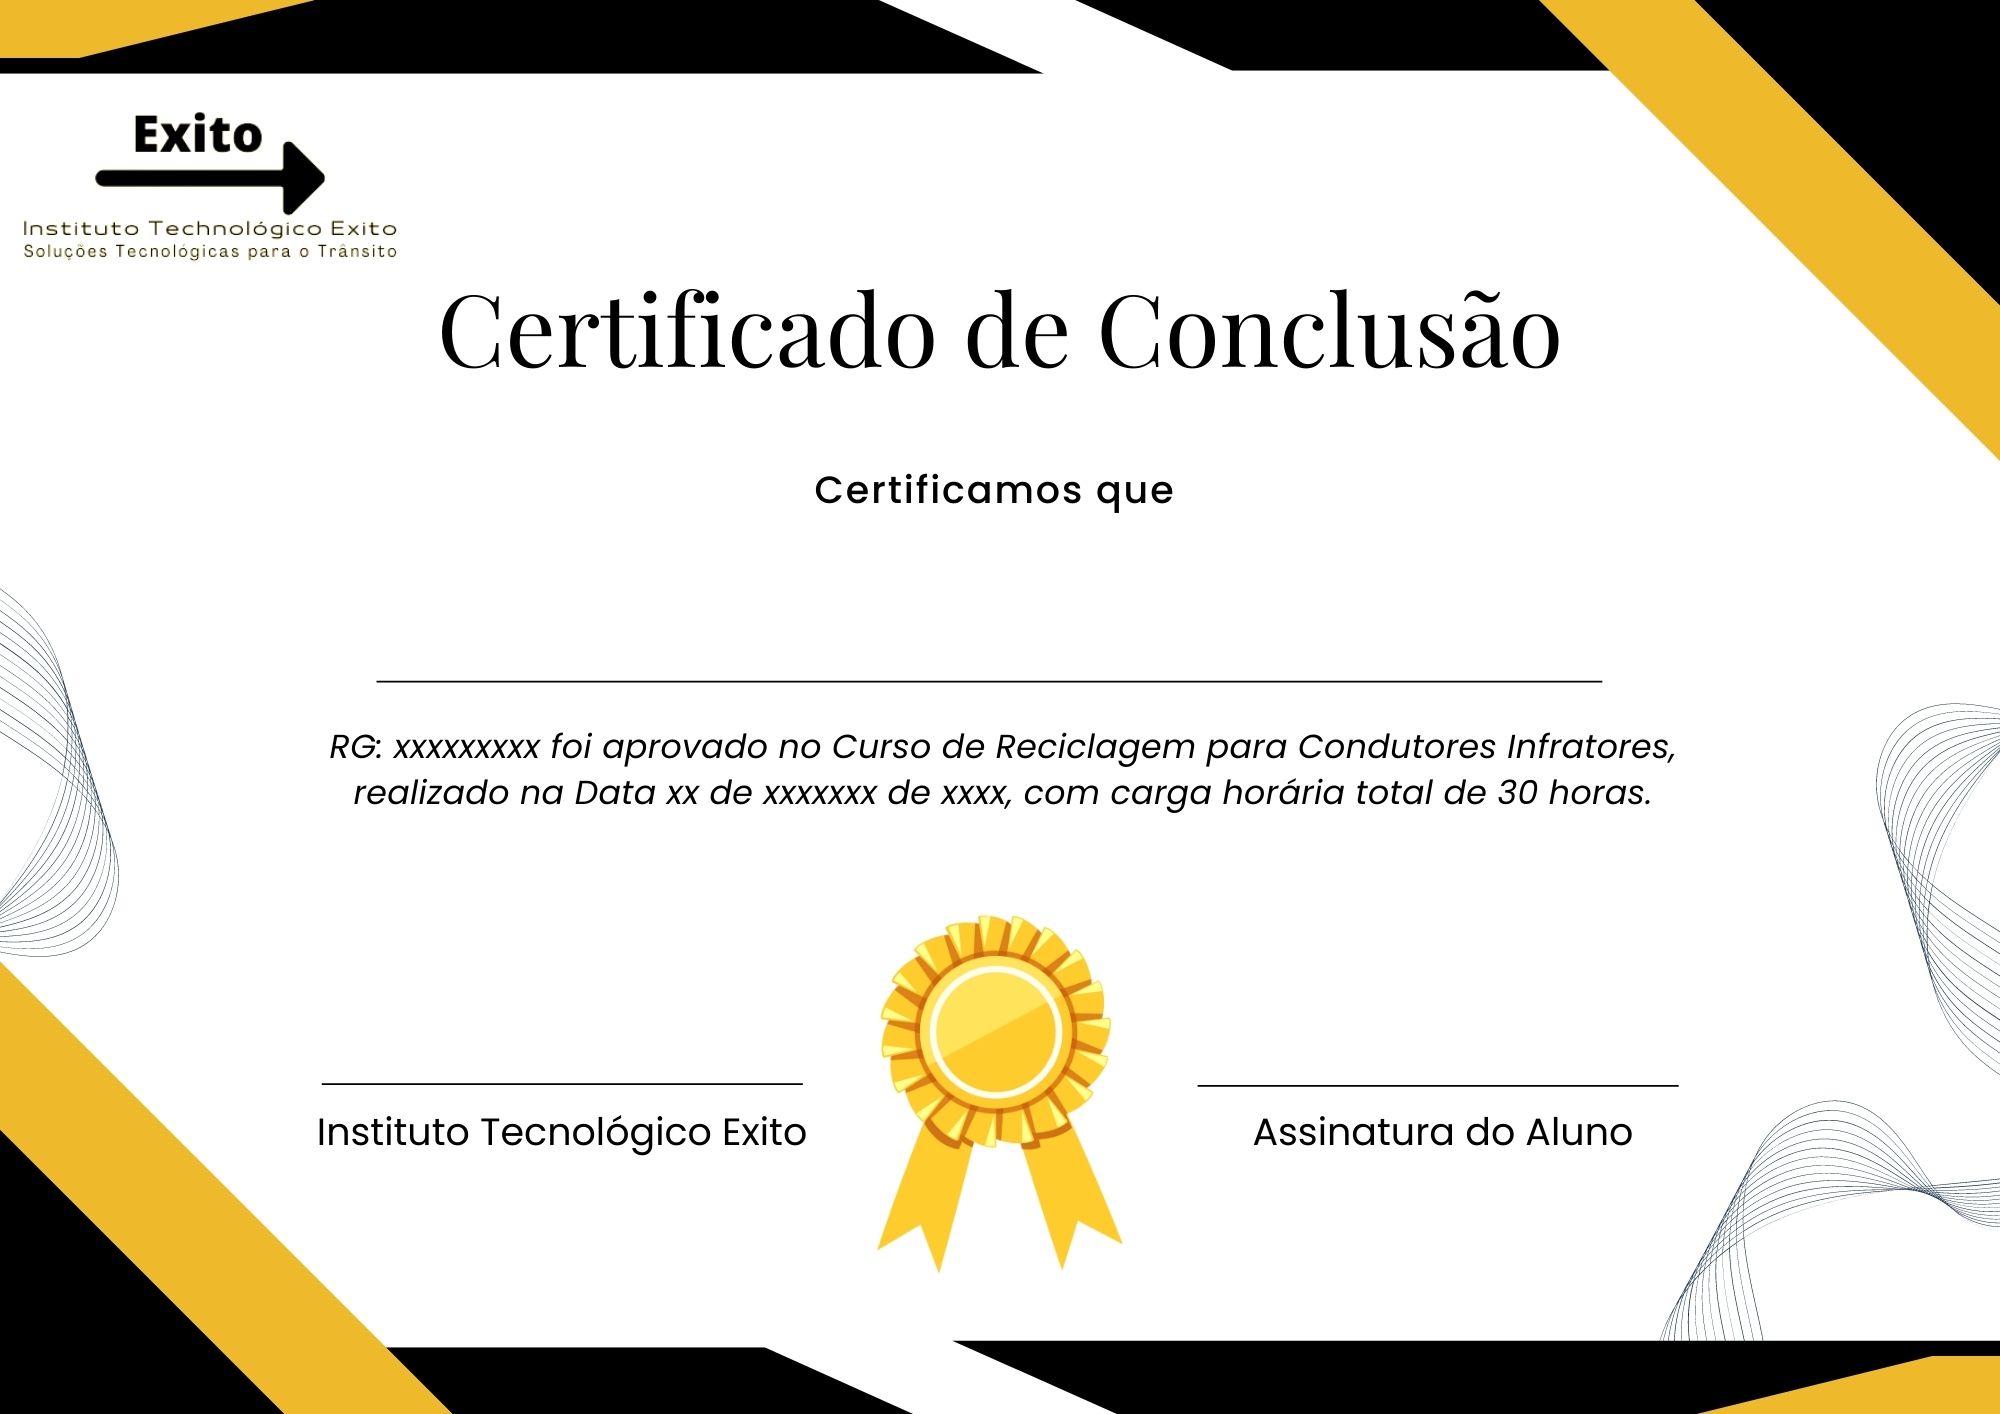 Exito
Instituto Technológico Exito
Soluções Tecnológicas para o Trânsito
Certificado de Conclusão
Certificamos que
RG: xxxxxxxxx foi aprovado no Curso de Reciclagem para Condutores Infratores,
realizado na Data xx de xxxxxxx de xxxx, com carga horária total de 30 horas.
Instituto Tecnológico Exito
Assinatura do Aluno